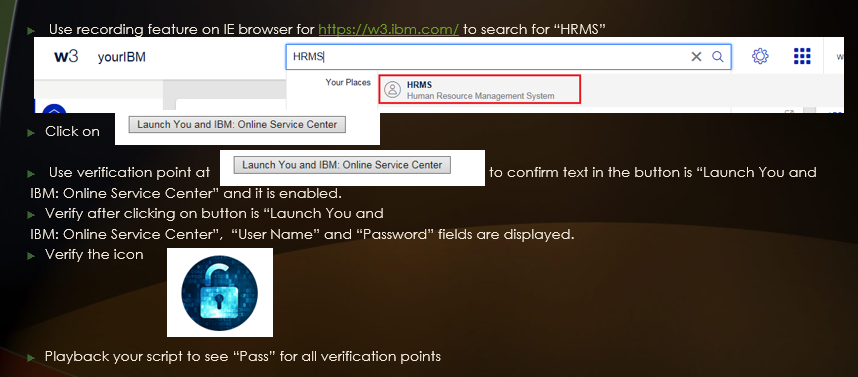 Use recording feature on IE browser for https://w3.ibm.com/ to search for “HRMS”
w3 yourIBM HRMS
Your Places HRMS
Human Resource Management System
Click on Launch You and IBM: Online Service Center
Use verification point at Launch You and IBM: Online Service Center to confirm text in the button is “Launch You and
IBM: Online Service Center” and it is enabled.
Verify after clicking on button is “Launch You and
IBM: Online Service Center”, “User Name” and “Password” fields are displayed.
Verify the icon
Playback your script to see “Pass” for all verification points